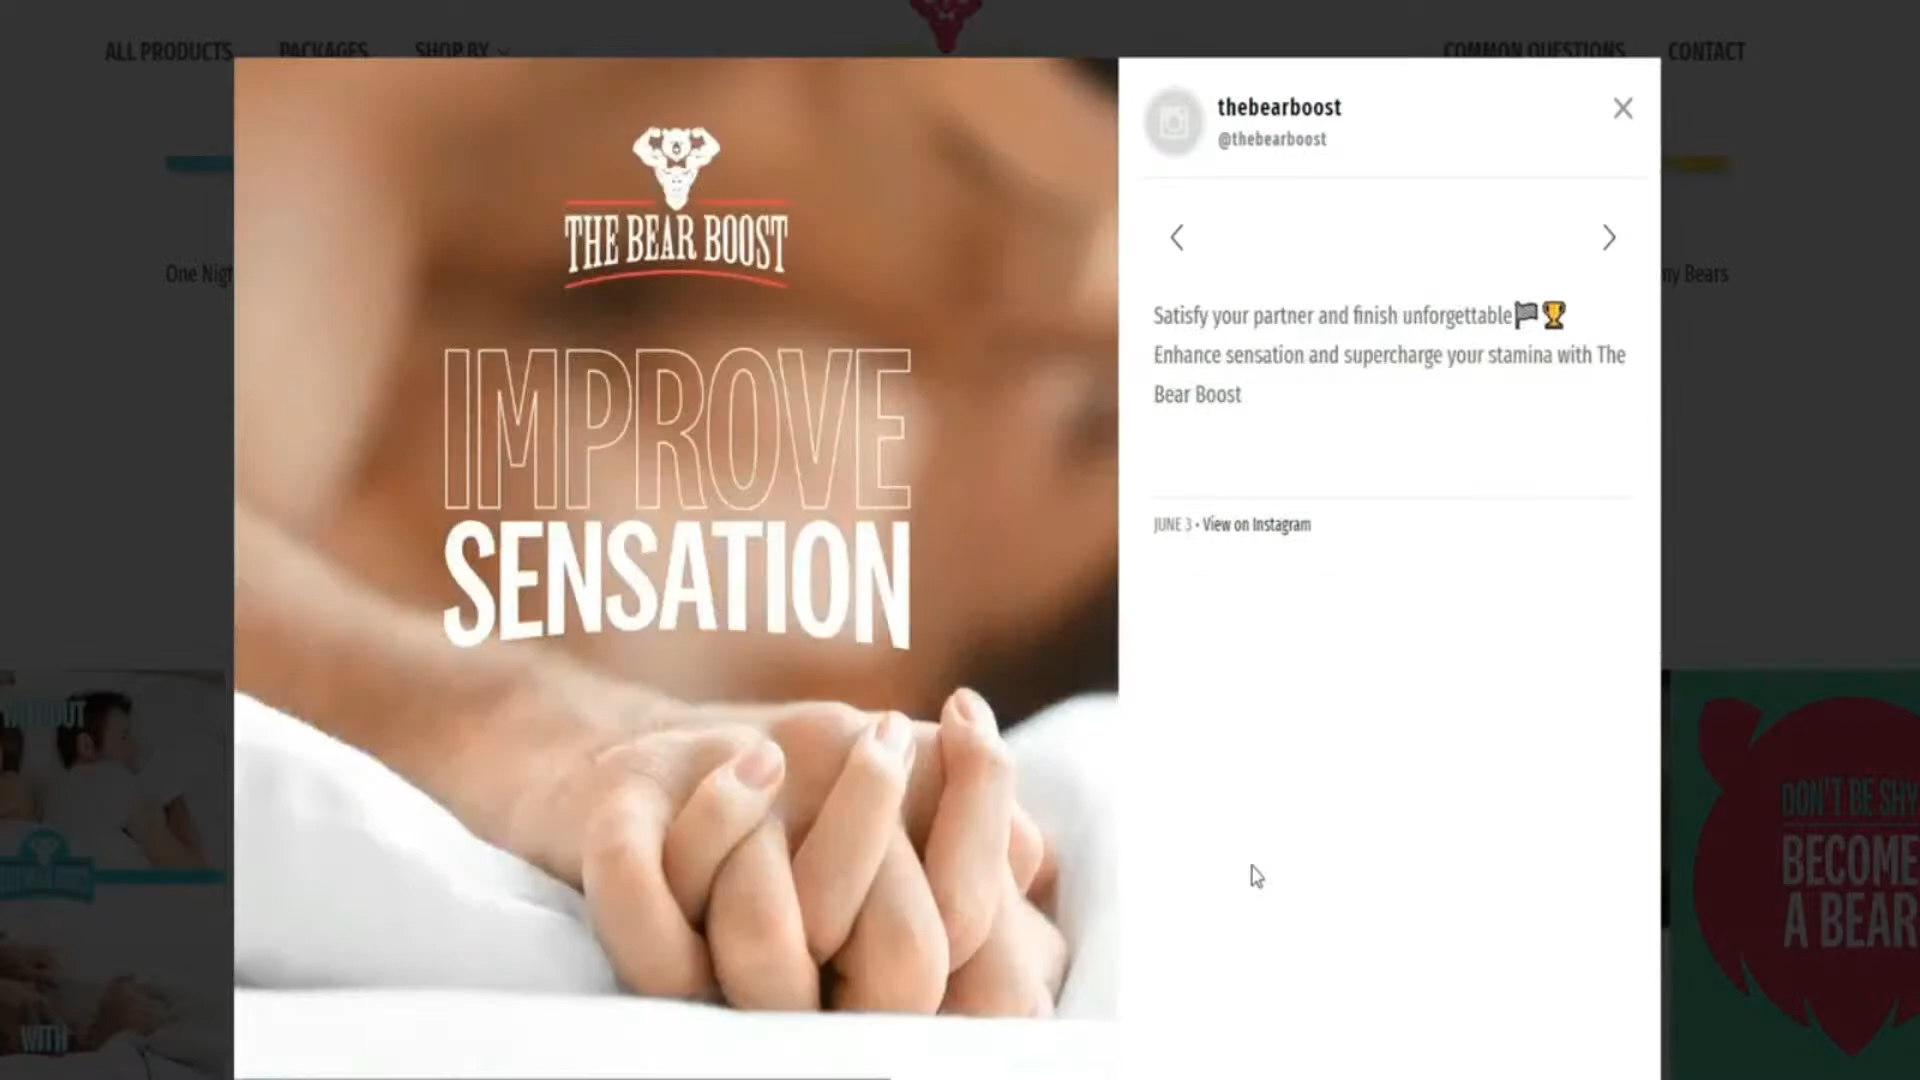 ALL PRODUCTS PACKAGES SHOP BY COMMON QUESTIONS CONTACT
THE BEAR BOOST
IMPROVE
SENSATION
thebearboost
@thebearboost
Satisfy your partner and finish unforgettable
Enhance sensation and supercharge your stamina with The
Bear Boost
JUNE 3 • View on Instagram
One
Bears
WITH
DON'T BE SHY
BECOME
A BEAR